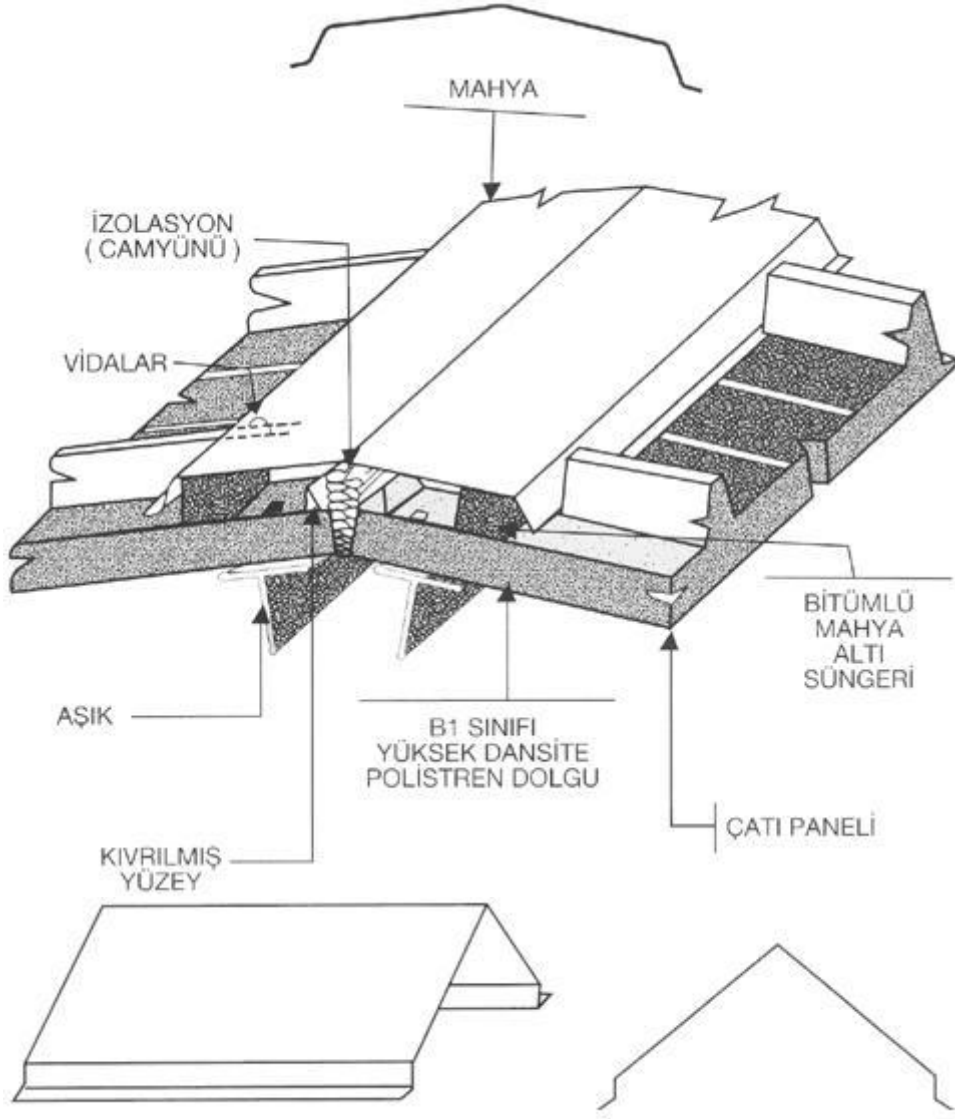 MAHYA
İZOLASYON
( CAMYÜNÜ )
VİDALAR
BİTÜMLÜ
MAHYA
ALTI
SÜNGERİ
AŞIK
B1 SINIFI
YÜKSEK DANSİTE
POLİSTREN DOLGU
ÇATI PANELİ
KIVRILMIŞ
YÜZEY